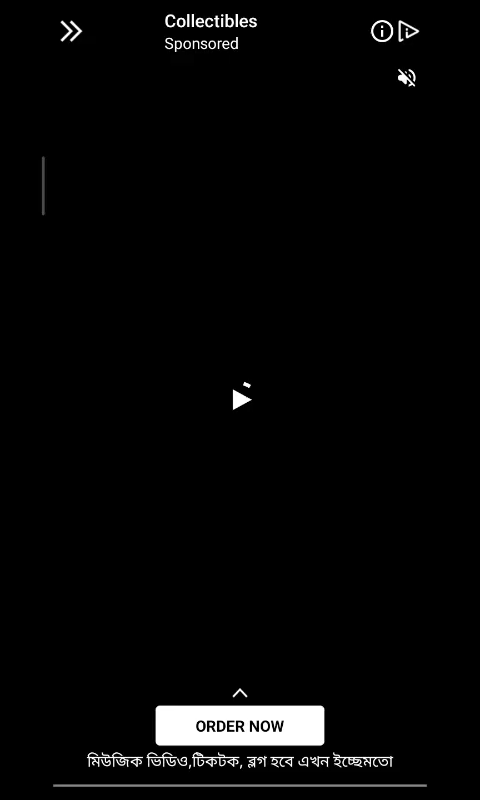 Collectibles
Sponsored
ORDER NOW
মিউজিক ভিডিও,টিকটক, ব্লগ হবে এখন ইচ্ছেমতো